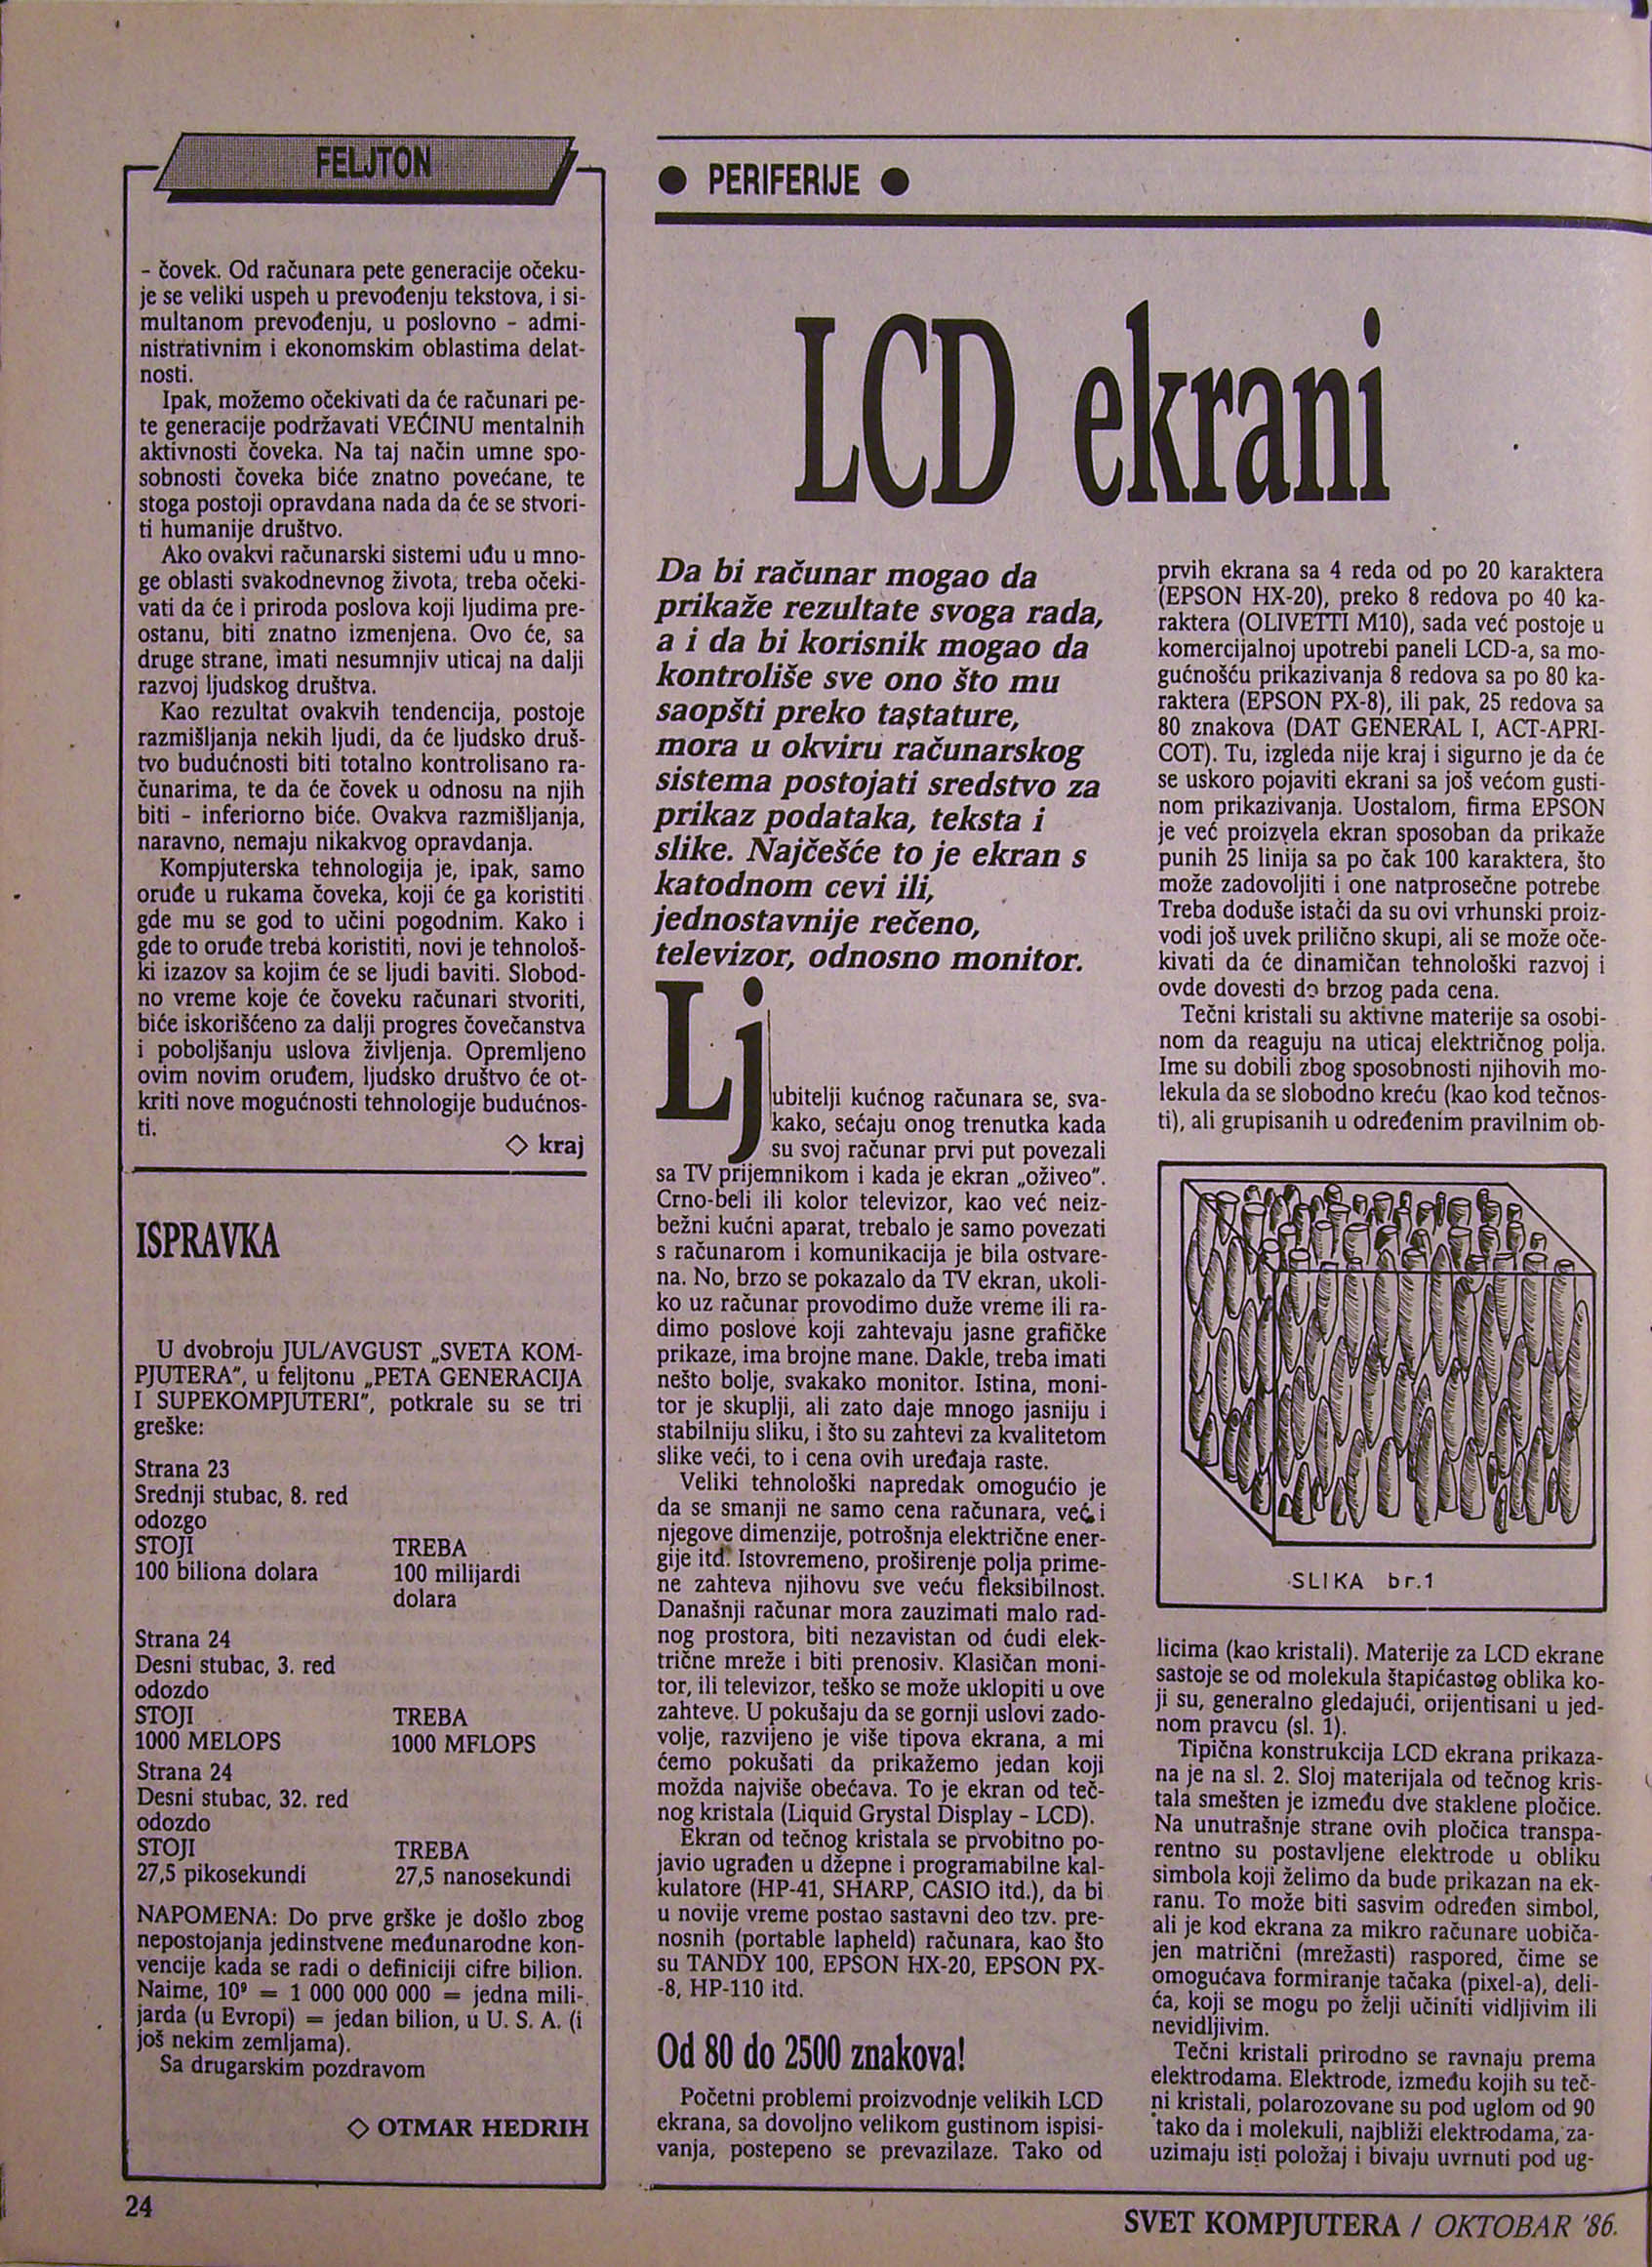 FELJTON
- čovek. Od računara pete generacije očeku-
je se veliki uspeh u prevođenju tekstova, i si-
multanom prevođenju, u poslovno - admi-
nistrativnim i ekonomskim oblastima delat-
nosti.
Ipak, možemo očekivati da će računari pe-
te generacije podržavati VEĆINU mentalnih
aktivnosti čoveka. Na taj način umne spo-
sobnosti čoveka biće znatno povećane, te
stoga postoji opravdana nada da će se stvori-
ti humanije društvo.
Ako ovakvi računarski sistemi uđu u mno-
ge oblasti svakodnevnog života, treba očeki-
vati da će i priroda poslova koji ljudima pre-
ostanu, biti znatno izmenjena. Ovo će, sa
druge strane, imati nesumnjiv uticaj na dalji
razvoj ljudskog društva.
Kao rezultat ovakvih tendencija, postoje
razmišljanja nekih ljudi, da će ljudsko druš-
tvo budućnosti biti totalno kontrolisano ra-
čunarima, te da će čovek u odnosu na njih
biti - inferiorno biće. Ovakva razmišljanja,
naravno, nemaju nikakvog opravdanja.
Kompjuterska tehnologija je, ipak, samo
oruđe u rukama čoveka, koji će ga koristiti
gde mu se god to učini pogodnim. Kako i
gde to oruđe treba koristiti, novi je tehnološ-
ki izazov sa kojim će se ljudi baviti. Slobod-
no vreme koje će čoveku računari stvoriti,
biće iskorišćeno za dalji progres čovečanstva
i poboljšanju uslova življenja. Opremljeno
ovim novim oruđem, ljudsko društvo će ot-
kriti nove mogućnosti tehnologije budućnos-
ti.
◇ kraj
ISPRAVKA
U dvobroju JUL/AVGUST „SVETA KOM-
PJUTERA", u feljtonu „PETA GENERACIJA
I SUPEKOMPJUTERI", potkrale su se tri
greške:
Strana 23
Srednji stubac, 8. red
odozgo
STOJI TREBA
100 biliona dolara 100 milijardi
dolara
Strana 24
Desni stubac, 3. red
odozdo
STOJI TREBA
1000 MELOPS 1000 MFLOPS
Strana 24
Desni stubac, 32. red
odozdo
STOJI TREBA
27,5 pikosekundi 27,5 nanosekundi
NAPOMENA: Do prve grške je došlo zbog
nepostojanja jedinstvene međunarodne kon-
vencije kada se radi o definiciji cifre bilion.
Naime, 10⁹ = 1 000 000 000 = jedna mili-
jarda (u Evropi) = jedan bilion, u U. S. A. (i
još nekim zemljama).
Sa drugarskim pozdravom
◇ OTMAR HEDRIH
● PERIFERIJE ●
LCD ekrani
Da bi računar mogao da
prikaže rezultate svoga rada,
a i da bi korisnik mogao da
kontroliše sve ono što mu
saopšti preko tastature,
mora u okviru računarskog
sistema postojati sredstvo za
prikaz podataka, teksta i
slike. Najčešće to je ekran s
katodnom cevi ili,
jednostavnije rečeno,
televizor, odnosno monitor.
Ljubitelji kućnog računara se, sva-
kako, sećaju onog trenutka kada
su svoj računar prvi put povezali
sa TV prijemnikom i kada je ekran „oživeo".
Crno-beli ili kolor televizor, kao već neiz-
bežni kućni aparat, trebalo je samo povezati
s računarom i komunikacija je bila ostvare-
na. No, brzo se pokazalo da TV ekran, ukoli-
ko uz računar provodimo duže vreme ili ra-
dimo poslove koji zahtevaju jasne grafičke
prikaze, ima brojne mane. Dakle, treba imati
nešto bolje, svakako monitor. Istina, moni-
tor je skuplji, ali zato daje mnogo jasniju i
stabilniju sliku, i što su zahtevi za kvalitetom
slike veći, to i cena ovih uređaja raste.
Veliki tehnološki napredak omogućio je
da se smanji ne samo cena računara, već i
njegove dimenzije, potrošnja električne ener-
gije itd. Istovremeno, proširenje polja prime-
ne zahteva njihovu sve veću fleksibilnost.
Današnji računar mora zauzimati malo rad-
nog prostora, biti nezavistan od ćudi elek-
trične mreže i biti prenosiv. Klasičan moni-
tor, ili televizor, teško se može uklopiti u ove
zahteve. U pokušaju da se gornji uslovi zado-
volje, razvijeno je više tipova ekrana, a mi
ćemo pokušati da prikažemo jedan koji
možda najviše obećava. To je ekran od teč-
nog kristala (Liquid Grystal Display - LCD).
Ekran od tečnog kristala se prvobitno po-
javio ugrađen u džepne i programabilne kal-
kulatore (HP-41, SHARP, CASIO itd.), da bi
u novije vreme postao sastavni deo tzv. pre-
nosnih (portable lapheld) računara, kao što
su TANDY 100, EPSON HX-20, EPSON PX-
-8, HP-110 itd.
Od 80 do 2500 znakova!
Početni problemi proizvodnje velikih LCD
ekrana, sa dovoljno velikom gustinom ispisi-
vanja, postepeno se prevazilaze. Tako od
prvih ekrana sa 4 reda od po 20 karaktera
(EPSON HX-20), preko 8 redova po 40 ka-
raktera (OLIVETTI M10), sada već postoje u
komercijalnoj upotrebi paneli LCD-a, sa mo-
gućnošću prikazivanja 8 redova sa po 80 ka-
raktera (EPSON PX-8), ili pak, 25 redova sa
80 znakova (DAT GENERAL I, ACT-APRI-
COT). Tu, izgleda nije kraj i sigurno je da će
se uskoro pojaviti ekrani sa još većom gusti-
nom prikazivanja. Uostalom, firma EPSON
je već proizvela ekran sposoban da prikaže
punih 25 linija sa po čak 100 karaktera, što
može zadovoljiti i one natprosečne potrebe
Treba doduše istaći da su ovi vrhunski proiz-
vodi još uvek prilično skupi, ali se može oče-
kivati da će dinamičan tehnološki razvoj i
ovde dovesti do brzog pada cena.
Tečni kristali su aktivne materije sa osobi-
nom da reaguju na uticaj električnog polja.
Ime su dobili zbog sposobnosti njihovih mo-
lekula da se slobodno kreću (kao kod tečnos-
ti), ali grupisanih u određenim pravilnim ob-
SLIKA br.1
licima (kao kristali). Materije za LCD ekrane
sastoje se od molekula štapićastog oblika ko-
ji su, generalno gledajući, orijentisani u jed-
nom pravcu (sl. 1).
Tipična konstrukcija LCD ekrana prikaza-
na je na sl. 2. Sloj materijala od tečnog kris-
tala smešten je između dve staklene pločice.
Na unutrašnje strane ovih pločica transpa-
rentno su postavljene elektrode u obliku
simbola koji želimo da bude prikazan na ek-
ranu. To može biti sasvim određen simbol,
ali je kod ekrana za mikro računare uobiča-
jen matrični (mrežasti) raspored, čime se
omogućava formiranje tačaka (pixel-a), deli-
ća, koji se mogu po želji učiniti vidljivim ili
nevidljivim.
Tečni kristali prirodno se ravnaju prema
elektrodama. Elektrode, između kojih su teč-
ni kristali, polarozovane su pod uglom od 90
tako da i molekuli, najbliži elektrodama, za-
uzimaju isti položaj i bivaju uvrnuti pod ug-
24
SVET KOMPJUTERA / OKTOBAR '86.